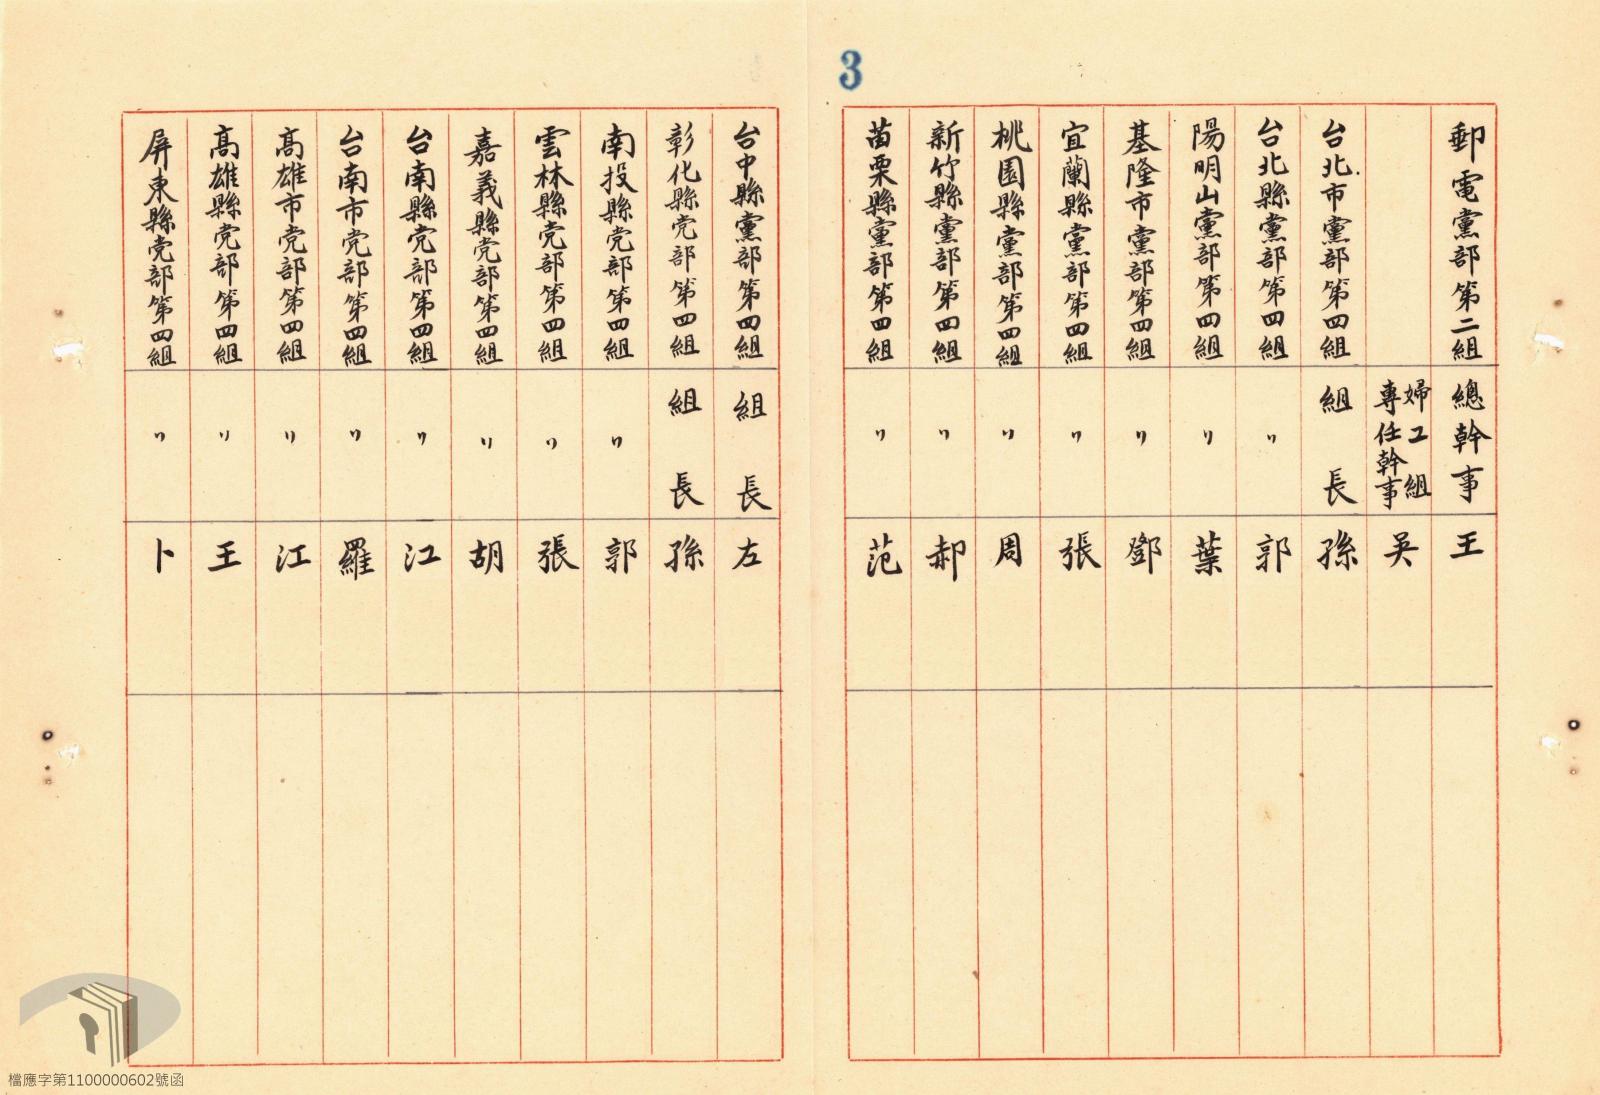 3
郵電黨部第二組 總幹事 王
婦工組專任幹事 吳
台北市黨部第四組 組長 孫
台北縣黨部第四組 〃 郭
陽明山黨部第四組 〃 葉
基隆市黨部第四組 〃 鄧
宜蘭縣黨部第四組 〃 張
桃園縣黨部第四組 〃 周
新竹縣黨部第四組 〃 郝
苗栗縣黨部第四組 〃 范
台中縣黨部第四組 組長 左
彰化縣党部第四組 組長 孫
南投縣党部第四組 〃 郭
雲林縣党部第四組 〃 張
嘉義縣党部第四組 〃 胡
台南縣党部第四組 〃 江
台南市党部第四組 〃 羅
高雄市党部第四組 〃 江
高雄縣党部第四組 〃 王
屏東縣党部第四組 〃 卜
檔應字第1100000602號函